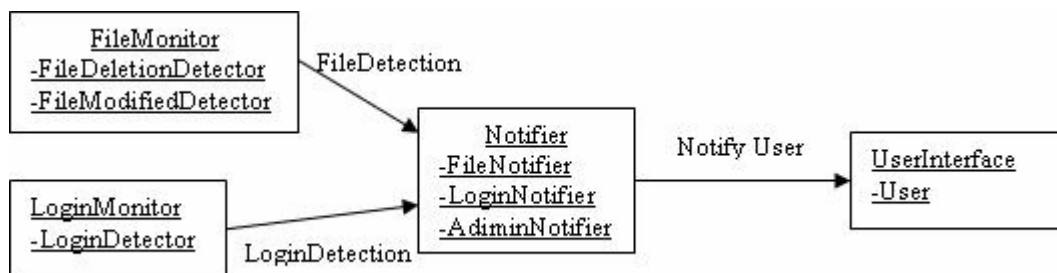 FileMonitor
-FileDeletionDetector
-FileModifiedDetector
FileDetection
LoginMonitor
-LoginDetector
LoginDetection
Notifier
-FileNotifier
-LoginNotifier
-AdiminNotifier
Notify User
UserInterface
-User